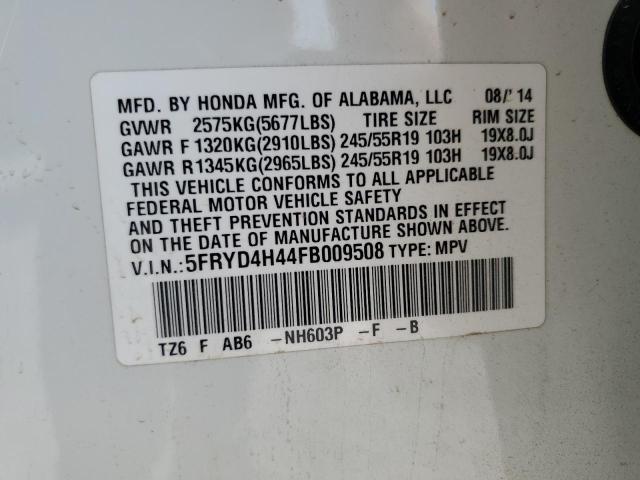 MFD. BY HONDA MFG. OF ALABAMA, LLC 08/'14
GVWR 2575KG(5677LBS) TIRE SIZE RIM SIZE
GAWR F 1320KG(2910LBS) 245/55R19 103H 19X8.0J
GAWR R1345KG(2965LBS) 245/55R19 103H 19X8.0J
THIS VEHICLE CONFORMS TO ALL APPLICABLE
FEDERAL MOTOR VEHICLE SAFETY
AND THEFT PREVENTION STANDARDS IN EFFECT
ON THE DATE OF MANUFACTURE SHOWN ABOVE.
V.I.N.:5FRYD4H44FB009508 TYPE: MPV
TZ6 F AB6 -NH603P -F -B